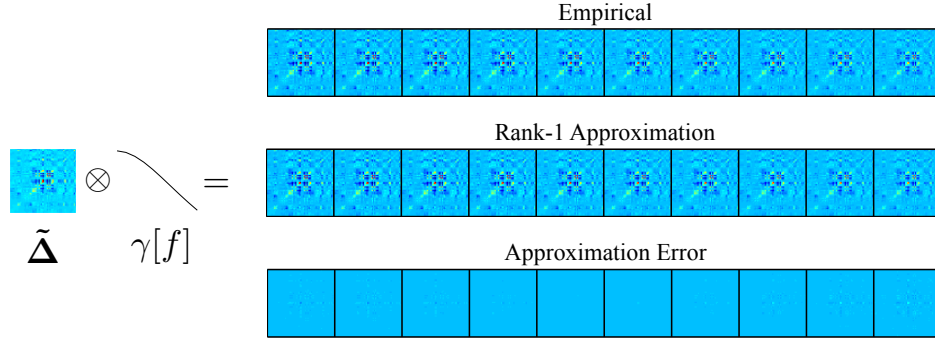 Empirical
Rank-1 Approximation
⊗ =
Δ̃ γ[f]
Approximation Error